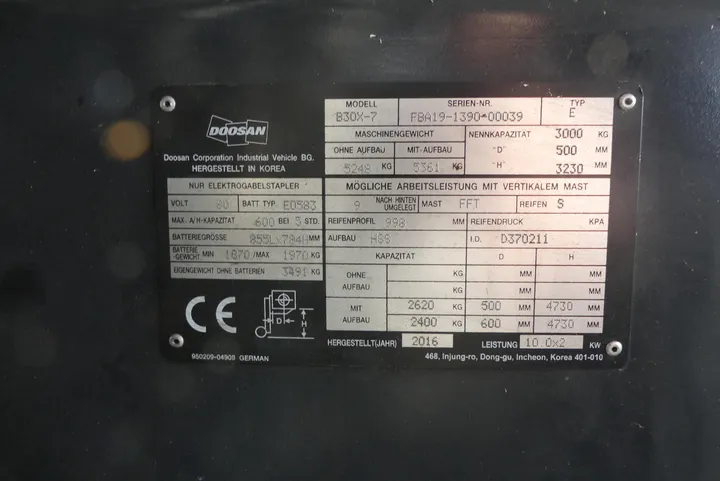 DOOSAN
Doosan Corporation Industrial Vehicle BG.
HERGESTELLT IN KOREA
NUR ELEKTROGABELSTAPLER
VOLT 80 BATT TYP E0583
MAX. A/H-KAPAZITAT 600 BEI 5 STD.
BATTERIEGRÖSSE 855L×784H MM
BATTERIE-GEWICHT MIN 1670 /MAX 1970 KG
EIGENGEWICHT OHNE BATTERIEN 3491 KG
CE
D
H
950209-04909 GERMAN
MODELL SERIEN-NR. TYP
B30X-7 FBA19-1390-00039 E
MASCHINENGEWICHT NENNKAPAZITAT 3000 KG
OHNE AUFBAU MIT-AUFBAU "D" 500 MM
5248 KG 5361 KG "H" 3230 MM
MÖGLICHE ARBEITSLEISTUNG MIT VERTIKALEM MAST
9 NACH HINTEN UMGELEGT MAST FFT REIFEN S
REIFENPROFIL 998 MM REIFENDRUCK KPA
AUFBAU I.D. D370211
KAPAZITAT D H
OHNE AUFBAU KG MM MM
KG MM MM
MIT AUFBAU 2620 KG 500 MM 4730 MM
2400 KG 600 MM 4730 MM
HERGESTELLT(JAHR) 2016 LEISTUNG 10.0x2 KW
468, Injung-ro, Dong-gu, Incheon, Korea 401-010